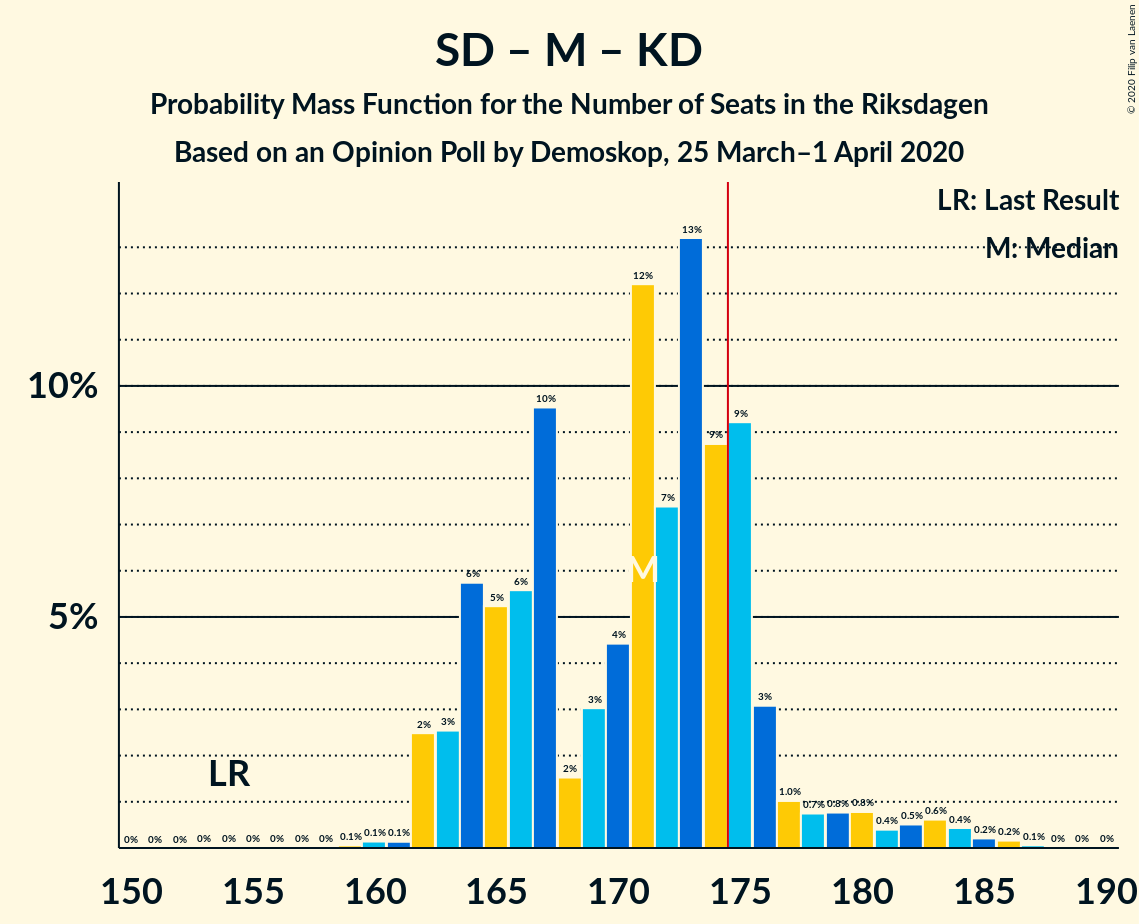 SD – M – KD
Probability Mass Function for the Number of Seats in the Riksdagen
Based on an Opinion Poll by Demoskop, 25 March–1 April 2020
© 2020 Filip van Laenen
LR: Last Result
M: Median
10%
5%
0% 0% 0% 0% 0% 0% 0% 0% 0% 0.1% 0.1% 0.1% 2% 3% 6% 5% 6% 10% 2% 3% 4% 12% 7% 13% 9% 9% 3% 1.0% 0.7% 0.8% 0.8% 0.4% 0.5% 0.6% 0.4% 0.2% 0.2% 0.1% 0% 0% 0%
M
LR
150 155 160 165 170 175 180 185 190